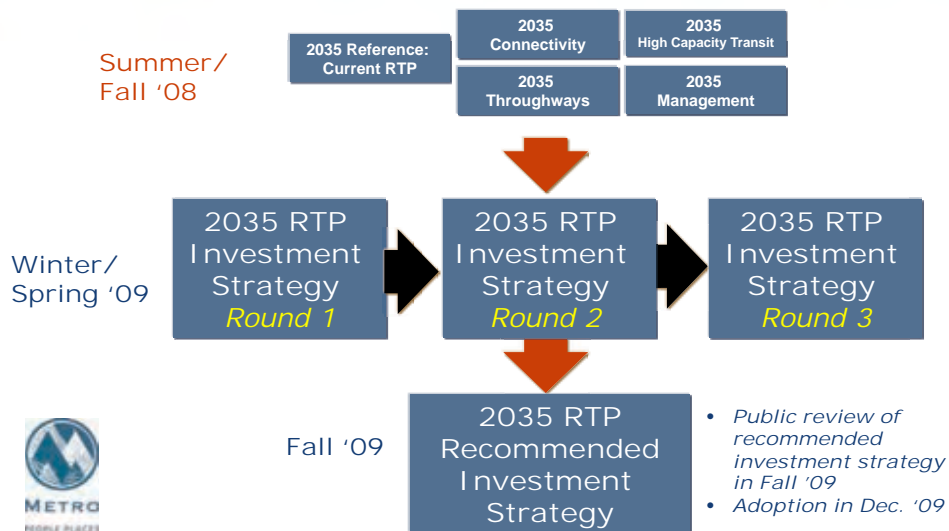 Summer/
Fall ‘08
2035 Reference:
Current RTP
2035
Connectivity
2035
High Capacity Transit
2035
Throughways
2035
Management
Winter/
Spring ‘09
2035 RTP
Investment
Strategy
Round 1
2035 RTP
Investment
Strategy
Round 2
2035 RTP
Investment
Strategy
Round 3
Fall ‘09
2035 RTP
Recommended
Investment
Strategy
• Public review of
recommended
investment strategy
in Fall ‘09
• Adoption in Dec. ‘09
METRO
PEOPLE PLACES